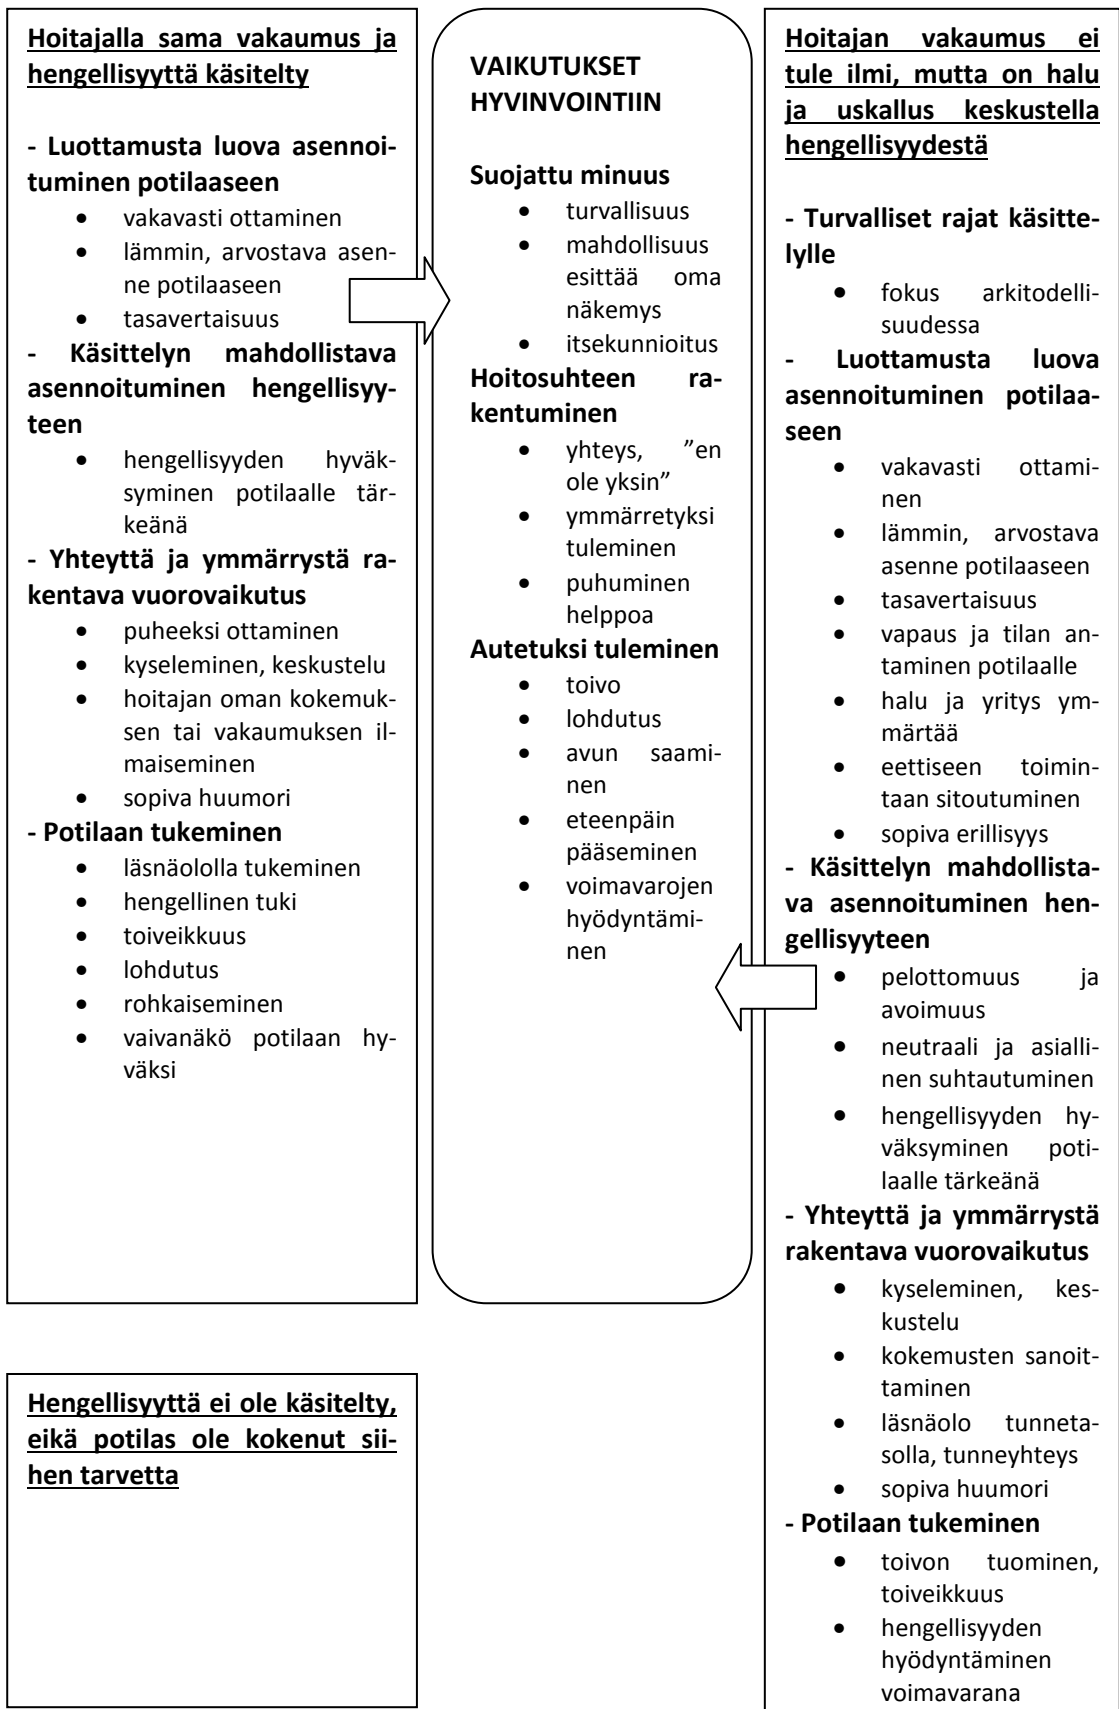 Hoitajalla sama vakaumus ja
hengellisyyttä käsitelty
- Luottamusta luova asennoi-
tuminen potilaaseen
• vakavasti ottaminen
• lämmin, arvostava asen-
ne potilaaseen
• tasavertaisuus
- Käsittelyn mahdollistava
asennoituminen hengellisyy-
teen
• hengellisyyden hyväk-
syminen potilaalle tär-
keänä
- Yhteyttä ja ymmärrystä ra-
kentava vuorovaikutus
• puheeksi ottaminen
• kyseleminen, keskustelu
• hoitajan oman kokemuk-
sen tai vakaumuksen il-
maiseminen
• sopiva huumori
- Potilaan tukeminen
• läsnäololla tukeminen
• hengellinen tuki
• toiveikkuus
• lohdutus
• rohkaiseminen
• vaivanäkö potilaan hy-
väksi
VAIKUTUKSET
HYVINVOINTIIN
Suojattu minuus
• turvallisuus
• mahdollisuus
esittää oma
näkemys
• itsekunnioitus
Hoitosuhteen ra-
kentuminen
• yhteys, ”en
ole yksin”
• ymmärretyksi
tuleminen
• puhuminen
helppoa
Autetuksi tuleminen
• toivo
• lohdutus
• avun saami-
nen
• eteenpäin
pääseminen
• voimavarojen
hyödyntämi-
nen
Hoitajan vakaumus ei
tule ilmi, mutta on halu
ja uskallus keskustella
hengellisyydestä
- Turvalliset rajat käsitte-
lylle
• fokus arkitodelli-
suudessa
- Luottamusta luova
asennoituminen potilaa-
seen
• vakavasti ottami-
nen
• lämmin, arvostava
asenne potilaaseen
• tasavertaisuus
• vapaus ja tilan an-
taminen potilaalle
• halu ja yritys ym-
märtää
• eettiseen toimin-
taan sitoutuminen
• sopiva erillisyys
- Käsittelyn mahdollista-
va asennoituminen hen-
gellisyyteen
• pelottomuus ja
avoimuus
• neutraali ja asialli-
nen suhtautuminen
• hengellisyyden hy-
väksyminen poti-
laalle tärkeänä
- Yhteyttä ja ymmärrystä
rakentava vuorovaikutus
• kyseleminen, kes-
kustelu
• kokemusten sanoit-
taminen
• läsnäolo tunneta-
solla, tunneyhteys
• sopiva huumori
- Potilaan tukeminen
• toivon tuominen,
toiveikkuus
• hengellisyyden
hyödyntäminen
voimavarana
Hengellisyyttä ei ole käsitelty,
eikä potilas ole kokenut sii-
hen tarvetta